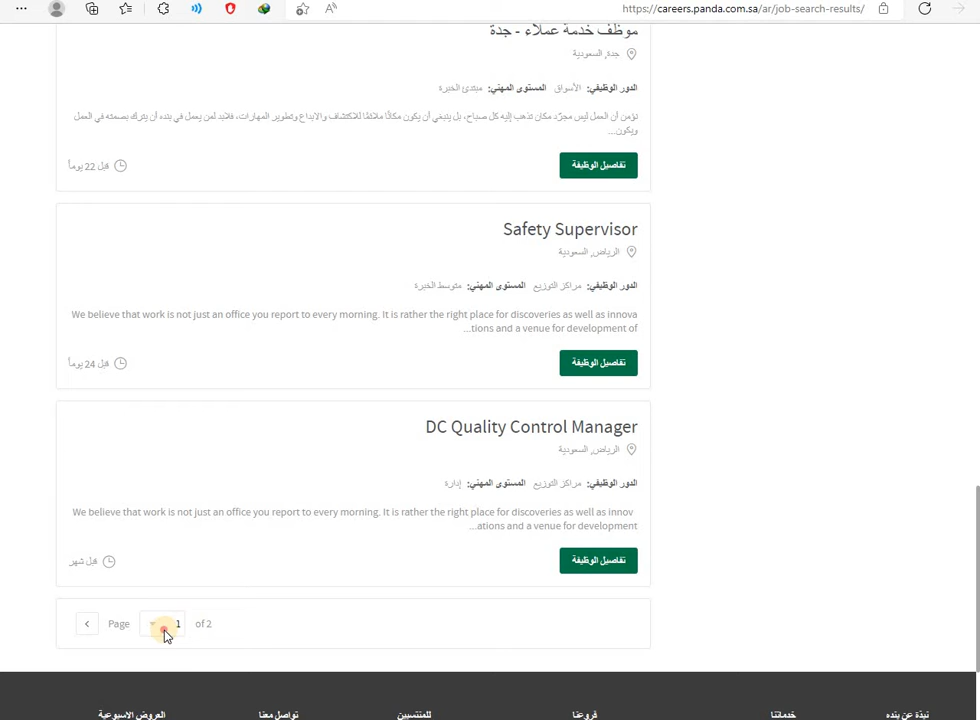 https://careers.panda.com.sa/ar/job-search-results/
موظف خدمة عملاء - جدة
جدة, السعودية
الدور الوظيفي: الأسواق المستوى المهني: مبتدئ الخبرة
نؤمن أن العمل ليس مجرّد مكان تذهب إليه كل صباح، بل ينبغي أن يكون مكانًا ملائمًا للاكتشاف والابداع وتطوير المهارات، فلابد لمن يعمل في بنده أن يترك بصمته في العمل
ويكون...
تفاصيل الوظيفة
قبل 22 يوماً
Safety Supervisor
الرياض, السعودية
الدور الوظيفي: مراكز التوزيع المستوى المهني: متوسط الخبرة
We believe that work is not just an office you report to every morning. It is rather the right place for discoveries as well as innova
...tions and a venue for development of
تفاصيل الوظيفة
قبل 24 يوماً
DC Quality Control Manager
الرياض, السعودية
الدور الوظيفي: مراكز التوزيع المستوى المهني: إدارة
We believe that work is not just an office you report to every morning. It is rather the right place for discoveries as well as innov
...ations and a venue for development
تفاصيل الوظيفة
قبل شهر
Page 1 of 2
نبذة عن بنده
خدماتنا
فروعنا
للمنتسبين
تواصل معنا
العروض الاسبوعية